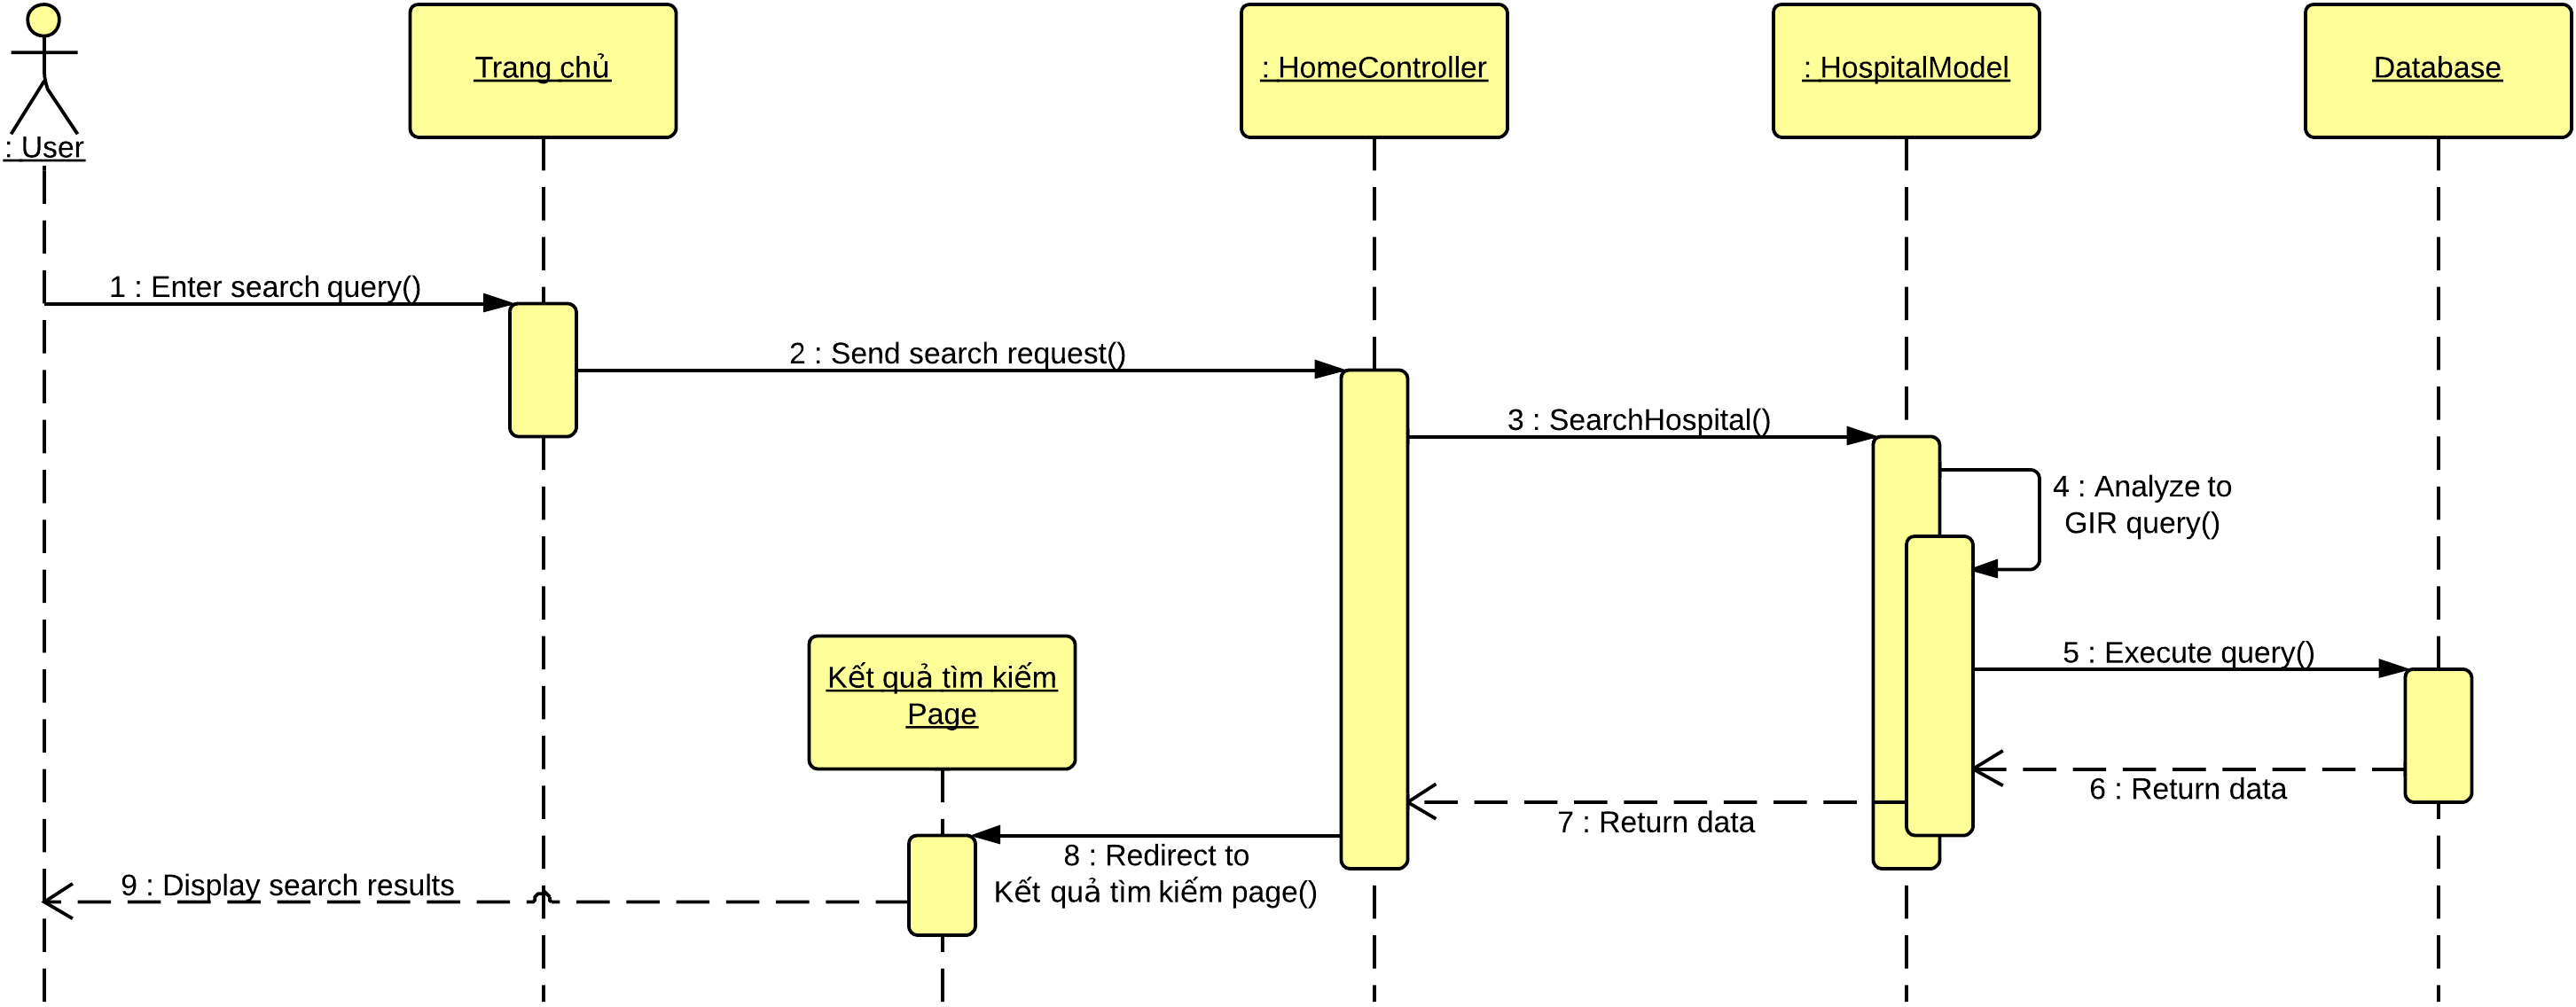 Trang chủ
: HomeController
: HospitalModel
Database
: User
1 : Enter search query()
2 : Send search request()
3 : SearchHospital()
4 : Analyze to
GIR query()
5 : Execute query()
Kết quả tìm kiếm
Page
6 : Return data
7 : Return data
8 : Redirect to
Kết quả tìm kiếm page()
9 : Display search results